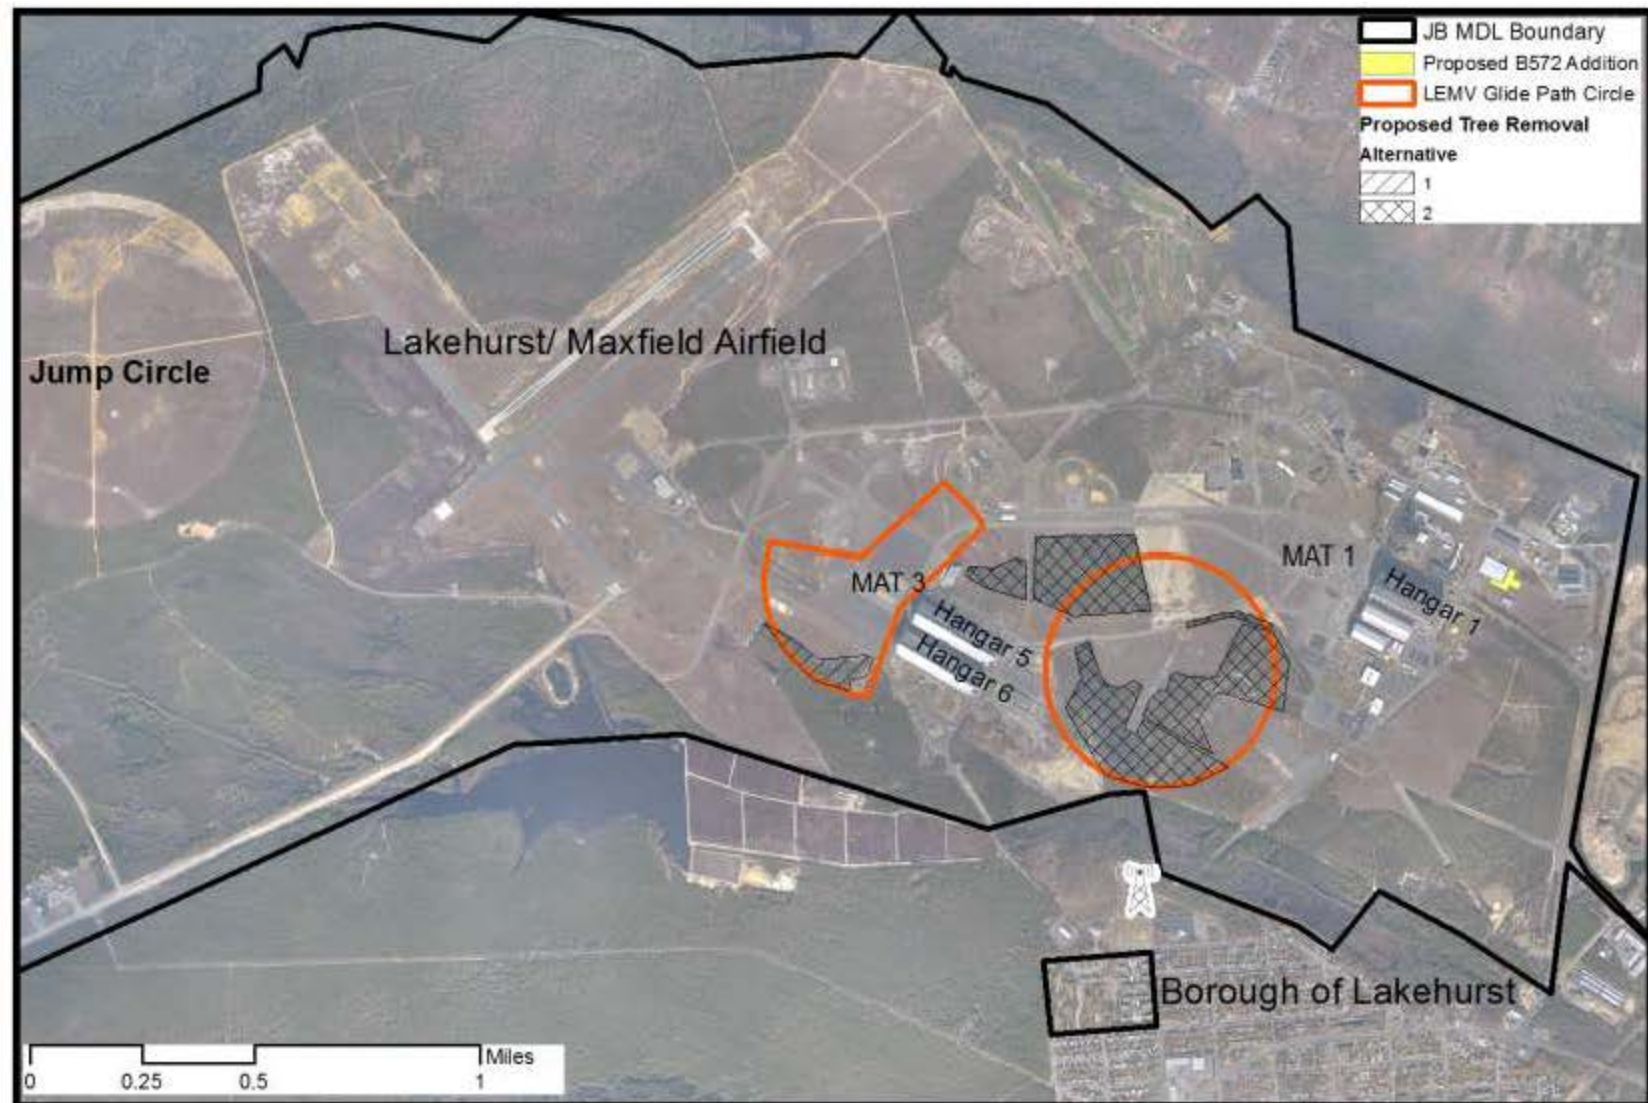 JB MDL Boundary
Proposed B572 Addition
LEMV Glide Path Circle
Proposed Tree Removal
Alternative
1
2
Lakehurst/ Maxfield Airfield
Jump Circle
MAT 3
MAT 1
Hangar 1
Hangar 5
Hangar 6
Borough of Lakehurst
Miles
0 0.25 0.5 1